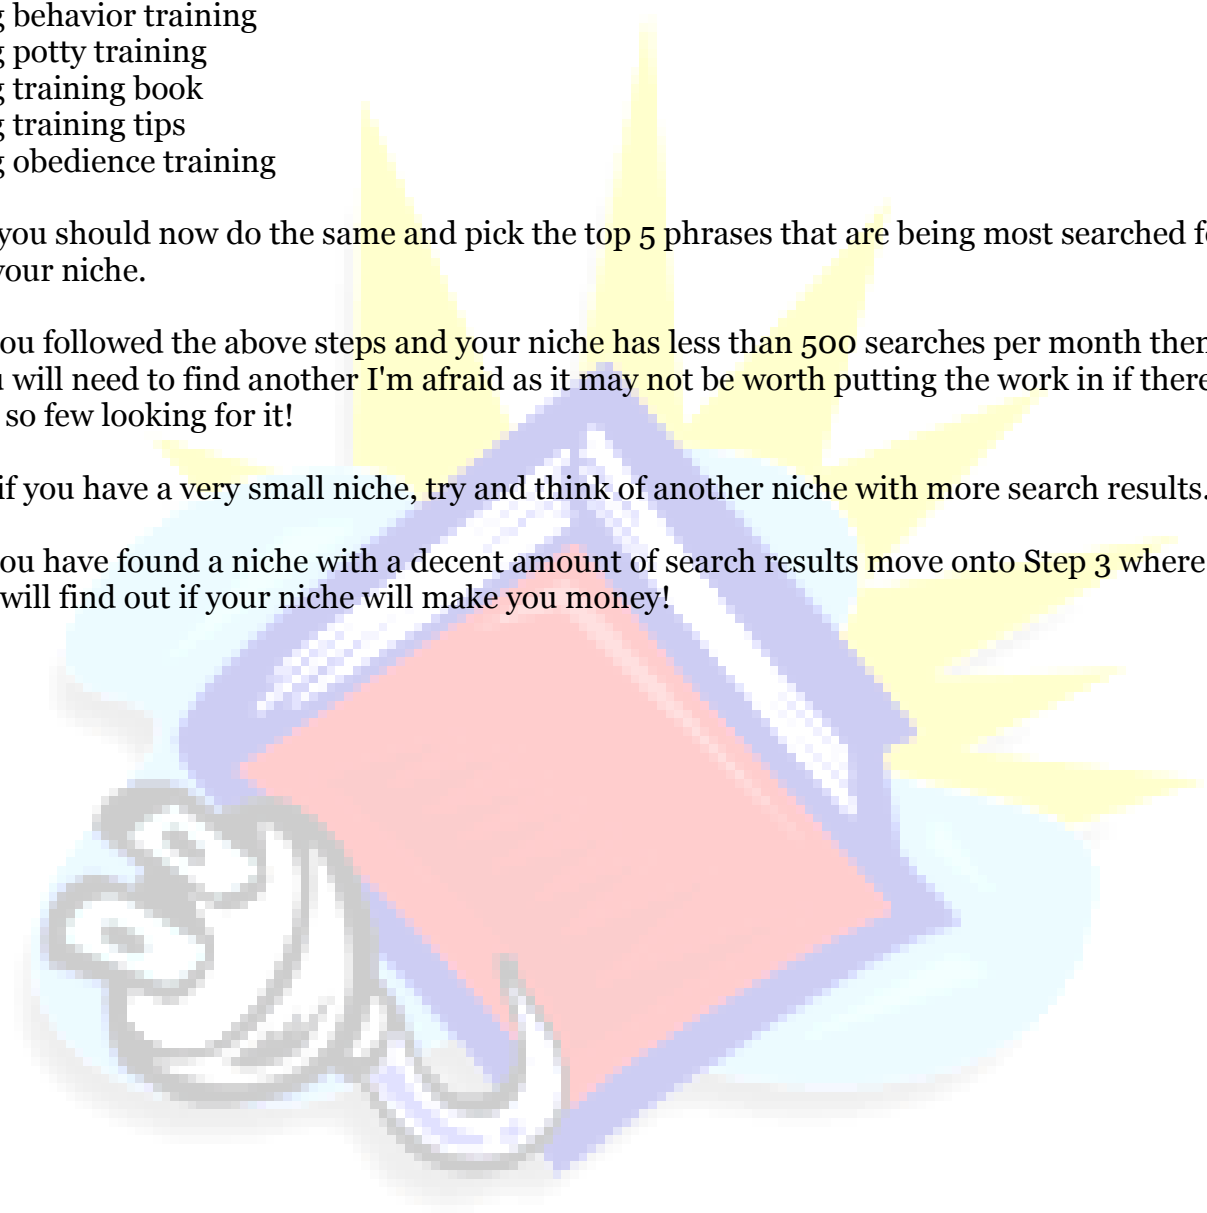 g behavior training
g potty training
g training book
g training tips
g obedience training
you should now do the same and pick the top 5 phrases that are being most searched fo
your niche.
ou followed the above steps and your niche has less than 500 searches per month then
u will need to find another I'm afraid as it may not be worth putting the work in if there
so few looking for it!
if you have a very small niche, try and think of another niche with more search results.
ou have found a niche with a decent amount of search results move onto Step 3 where
will find out if your niche will make you money!